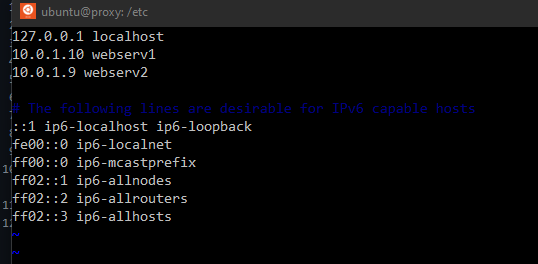 ubuntu@proxy: /etc
127.0.0.1 localhost
10.0.1.10 webserv1
10.0.1.9 webserv2
# The following lines are desirable for IPv6 capable hosts
::1 ip6-localhost ip6-loopback
fe00::0 ip6-localnet
ff00::0 ip6-mcastprefix
ff02::1 ip6-allnodes
ff02::2 ip6-allrouters
ff02::3 ip6-allhosts
~
~